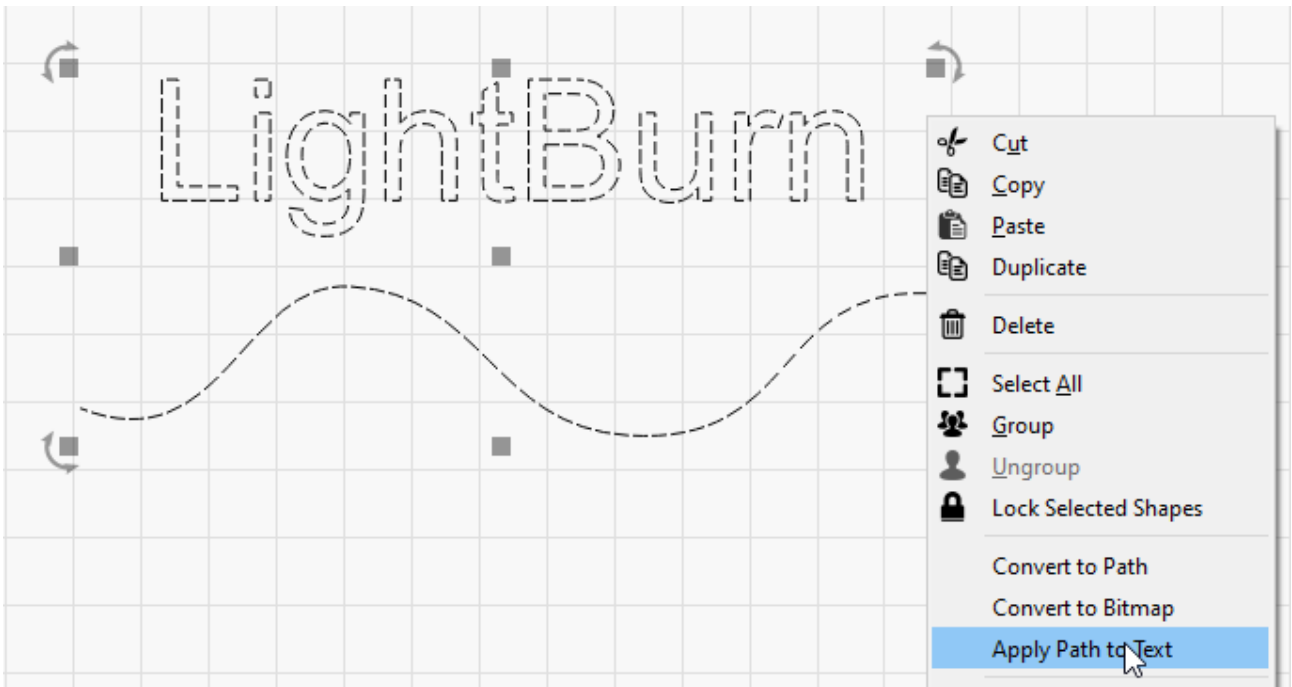 LightBurn
Cut
Copy
Paste
Duplicate
Delete
Select All
Group
Ungroup
Lock Selected Shapes
Convert to Path
Convert to Bitmap
Apply Path to Text